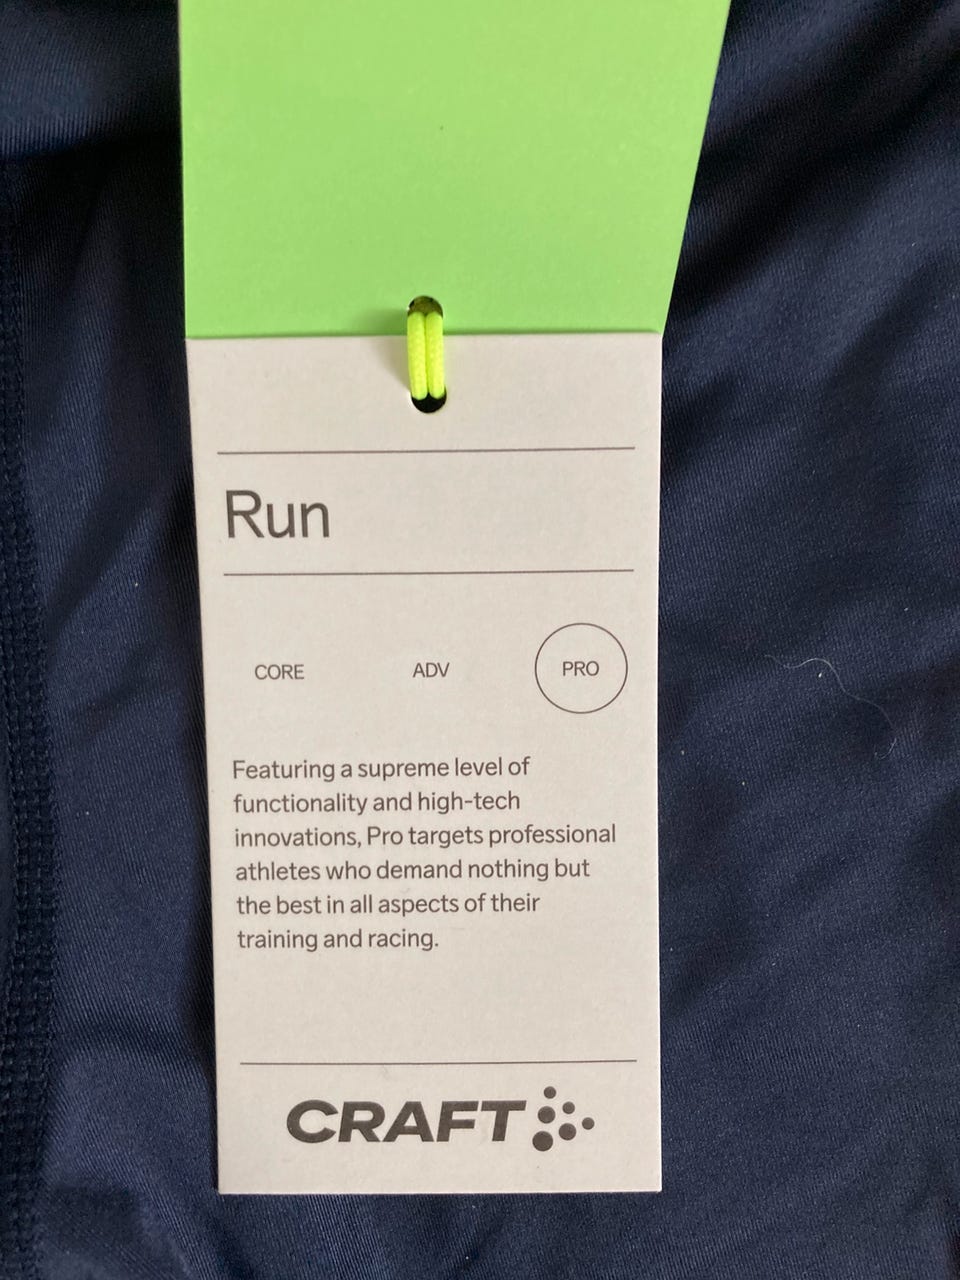 Run
CORE ADV PRO
Featuring a supreme level of
functionality and high-tech
innovations, Pro targets professional
athletes who demand nothing but
the best in all aspects of their
training and racing.
CRAFT